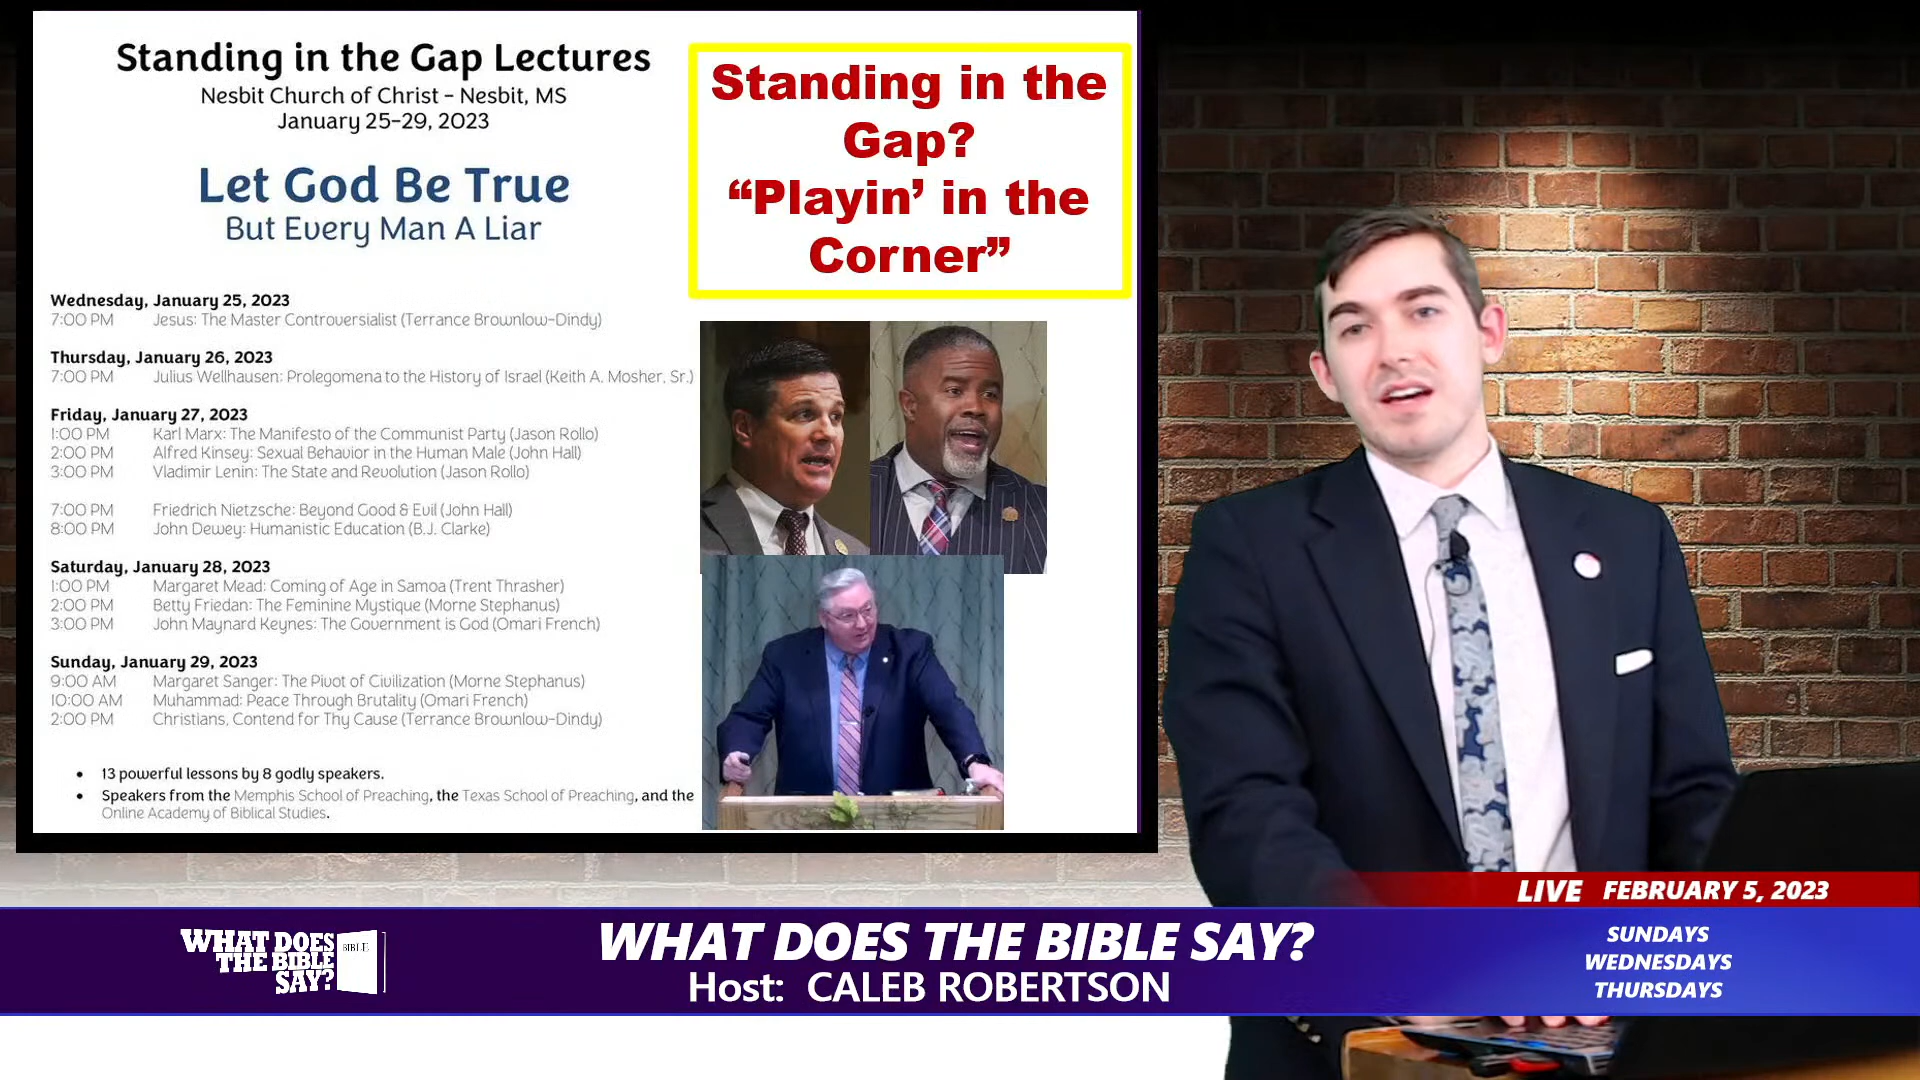 Standing in the Gap Lectures
Nesbit Church of Christ - Nesbit, MS
January 25-29, 2023
Let God Be True
But Every Man A Liar
Wednesday, January 25, 2023
7:00 PM Jesus: The Master Controversialist (Terrance Brownlow-Dindy)
Thursday, January 26, 2023
7:00 PM Julius Wellhausen: Prolegomena to the History of Israel (Keith A. Mosher, Sr.)
Friday, January 27, 2023
1:00 PM Karl Marx: The Manifesto of the Communist Party (Jason Rollo)
2:00 PM Alfred Kinsey: Sexual Behavior in the Human Male (John Hall)
3:00 PM Vladimir Lenin: The State and Revolution (Jason Rollo)
7:00 PM Friedrich Nietzsche: Beyond Good & Evil (John Hall)
8:00 PM John Dewey: Humanistic Education (B.J. Clarke)
Saturday, January 28, 2023
1:00 PM Margaret Mead: Coming of Age in Samoa (Trent Thrasher)
2:00 PM Betty Friedan: The Feminine Mystique (Morne Stephanus)
3:00 PM John Maynard Keynes: The Government is God (Omari French)
Sunday, January 29, 2023
9:00 AM Margaret Sanger: The Pivot of Civilization (Morne Stephanus)
10:00 AM Muhammad: Peace Through Brutality (Omari French)
2:00 PM Christians, Contend for Thy Cause (Terrance Brownlow-Dindy)
• 13 powerful lessons by 8 godly speakers.
• Speakers from the Memphis School of Preaching, the Texas School of Preaching, and the
Online Academy of Biblical Studies.
Standing in the
Gap?
“Playin’ in the
Corner”
LIVE FEBRUARY 5, 2023
WHAT DOES
THE BIBLE
SAY?
BIBLE
WHAT DOES THE BIBLE SAY?
Host: CALEB ROBERTSON
SUNDAYS
WEDNESDAYS
THURSDAYS